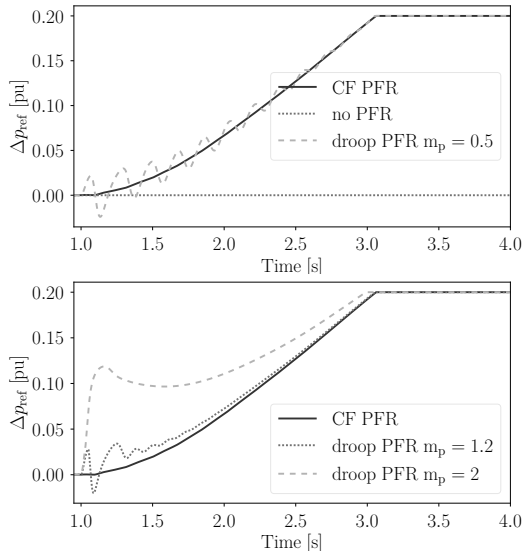 0.20
0.15
0.10
0.05
0.00
Δp_ref [pu]
CF PFR
no PFR
droop PFR m_p = 0.5
1.0 1.5 2.0 2.5 3.0 3.5 4.0
Time [s]
0.20
0.15
0.10
0.05
0.00
Δp_ref [pu]
CF PFR
droop PFR m_p = 1.2
droop PFR m_p = 2
1.0 1.5 2.0 2.5 3.0 3.5 4.0
Time [s]